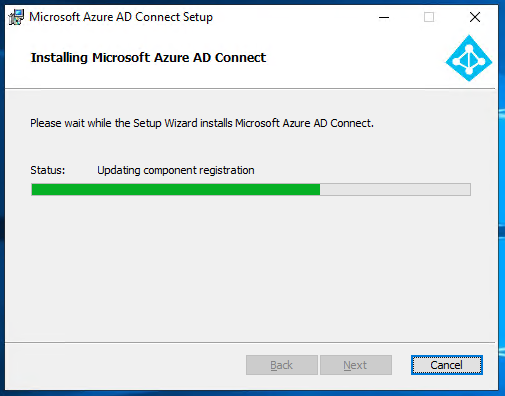 Microsoft Azure AD Connect Setup
Installing Microsoft Azure AD Connect
Please wait while the Setup Wizard installs Microsoft Azure AD Connect.
Status: Updating component registration
Back Next Cancel